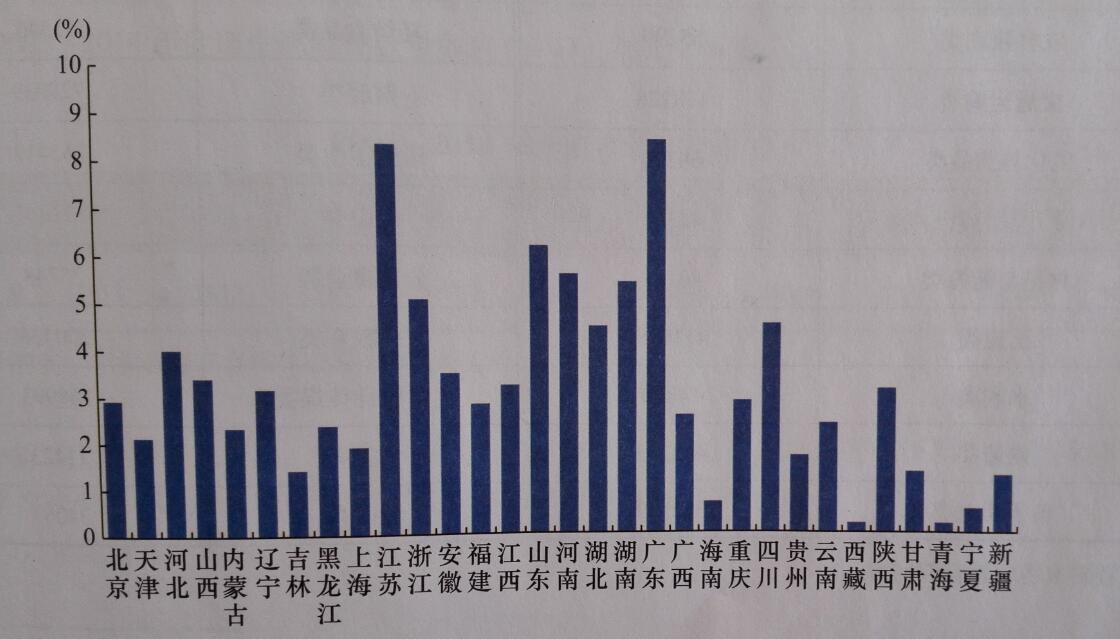 (%)
10
9
8
7
6
5
4
3
2
1
0
北京
天津
河北
山西
内蒙古
辽宁
吉林
黑龙江
上海
江苏
浙江
安徽
福建
江西
山东
河南
湖北
湖南
广东
广西
海南
重庆
四川
贵州
云南
西藏
陕西
甘肃
青海
宁夏
新疆